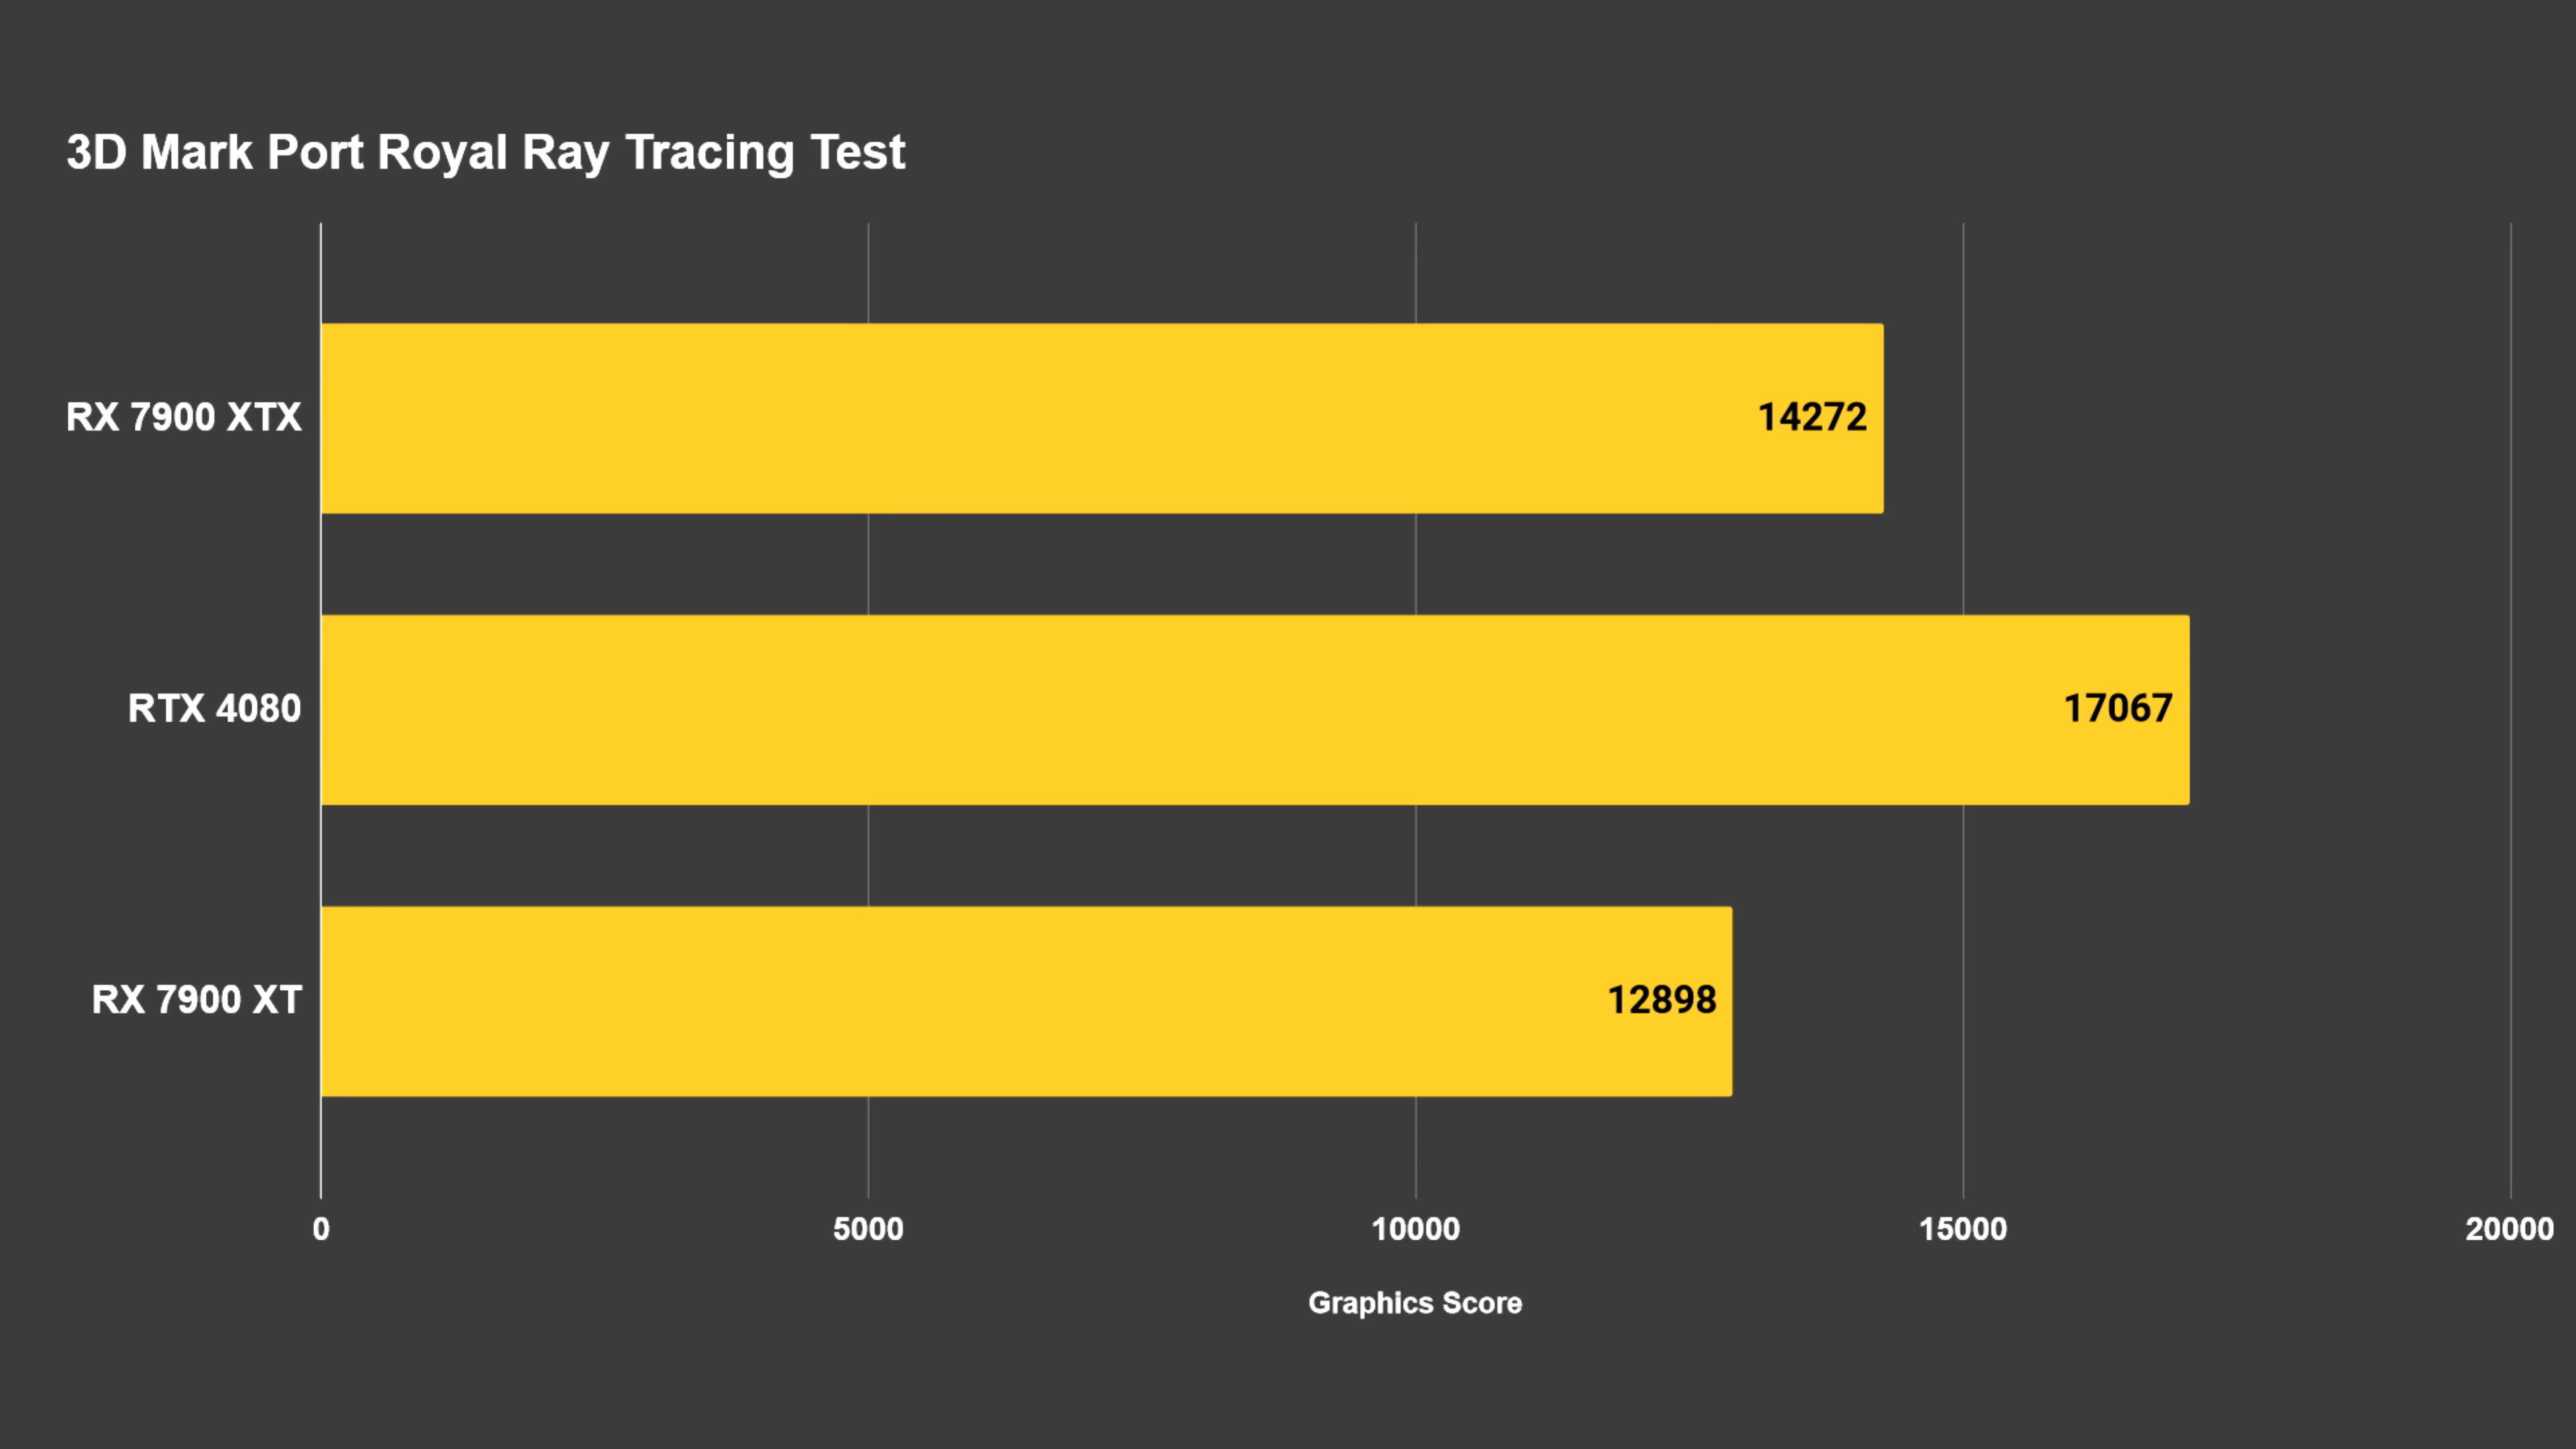 3D Mark Port Royal Ray Tracing Test
RX 7900 XTX
14272
RTX 4080
17067
RX 7900 XT
12898
0 5000 10000 15000 20000
Graphics Score